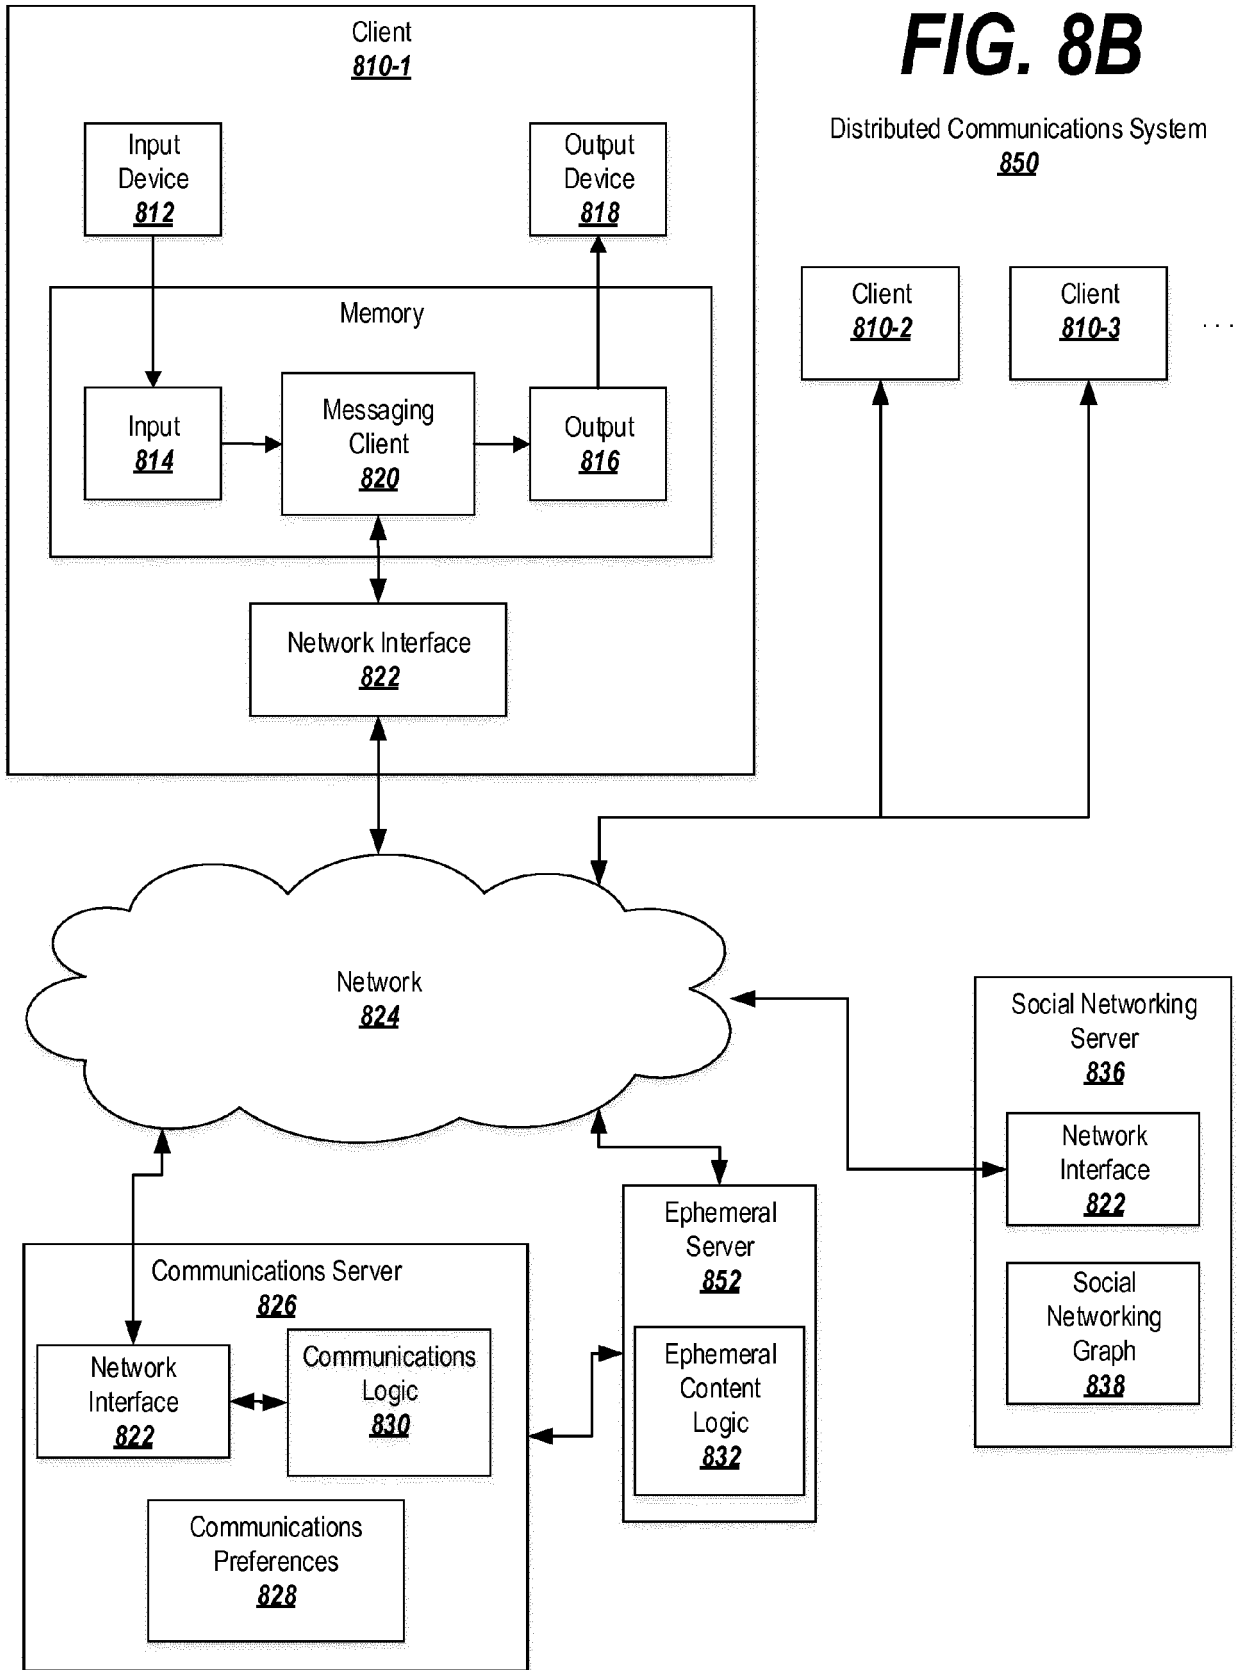 FIG. 8B
Distributed Communications System
850
Client
810-1
Input
Device
812
Output
Device
818
Memory
Input
814
Messaging
Client
820
Output
816
Network Interface
822
Client
810-2
Client
810-3
. . .
Network
824
Social Networking
Server
836
Network
Interface
822
Social
Networking
Graph
838
Ephemeral
Server
852
Ephemeral
Content
Logic
832
Communications Server
826
Network
Interface
822
Communications
Logic
830
Communications
Preferences
828